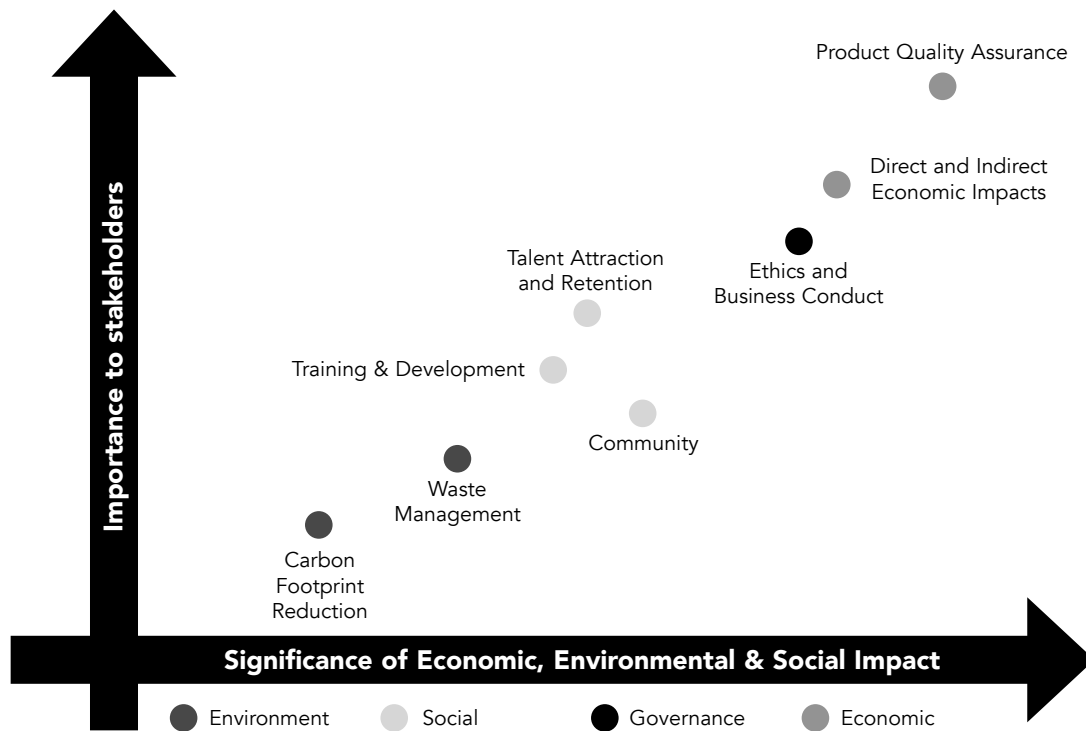 Product Quality Assurance
Direct and Indirect
Economic Impacts
Ethics and
Business Conduct
Talent Attraction
and Retention
Training & Development
Community
Waste
Management
Carbon
Footprint
Reduction
Importance to stakeholders
Significance of Economic, Environmental & Social Impact
Environment
Social
Governance
Economic